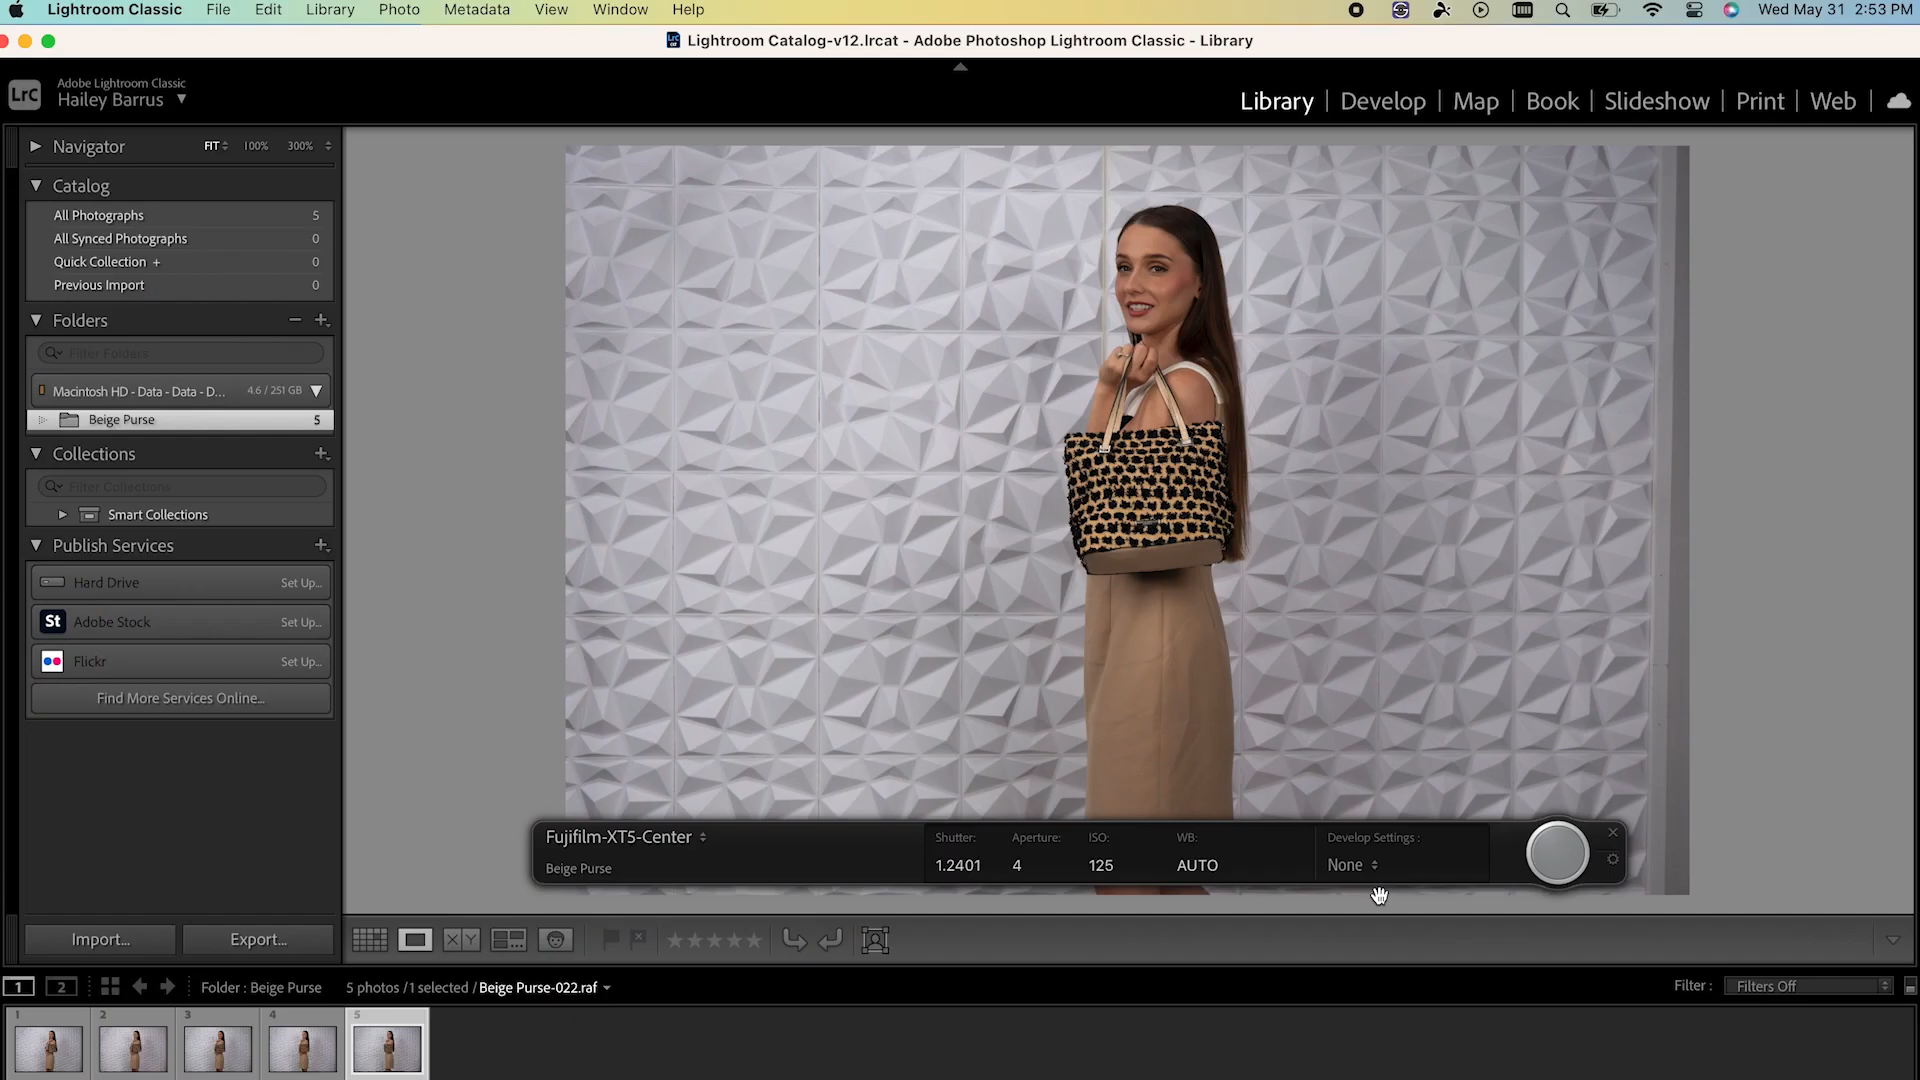 Lightroom Classic File Edit Library Photo Metadata View Window Help Wed May 31 2:53 PM
Lightroom Catalog-v12.lrcat - Adobe Photoshop Lightroom Classic - Library
LrC Adobe Lightroom Classic
Hailey Barrus
Library | Develop | Map | Book | Slideshow | Print | Web |
Navigator FIT 100% 300%
Catalog
All Photographs 5
All Synced Photographs 0
Quick Collection + 0
Previous Import 0
Folders
Filter Folders
Macintosh HD - Data - Data - D... 4.6 / 251 GB
Beige Purse 5
Collections
Filter Collections
Smart Collections
Publish Services
Hard Drive Set Up...
St Adobe Stock Set Up...
Flickr Set Up...
Find More Services Online...
Fujifilm-XT5-Center Shutter: Aperture: ISO: WB: Develop Settings :
Beige Purse 1.2401 4 125 AUTO None
Import... Export... X Y
1 2 Folder : Beige Purse 5 photos / 1 selected / Beige Purse-022.raf Filter : Filters Off
1 2 3 4 5